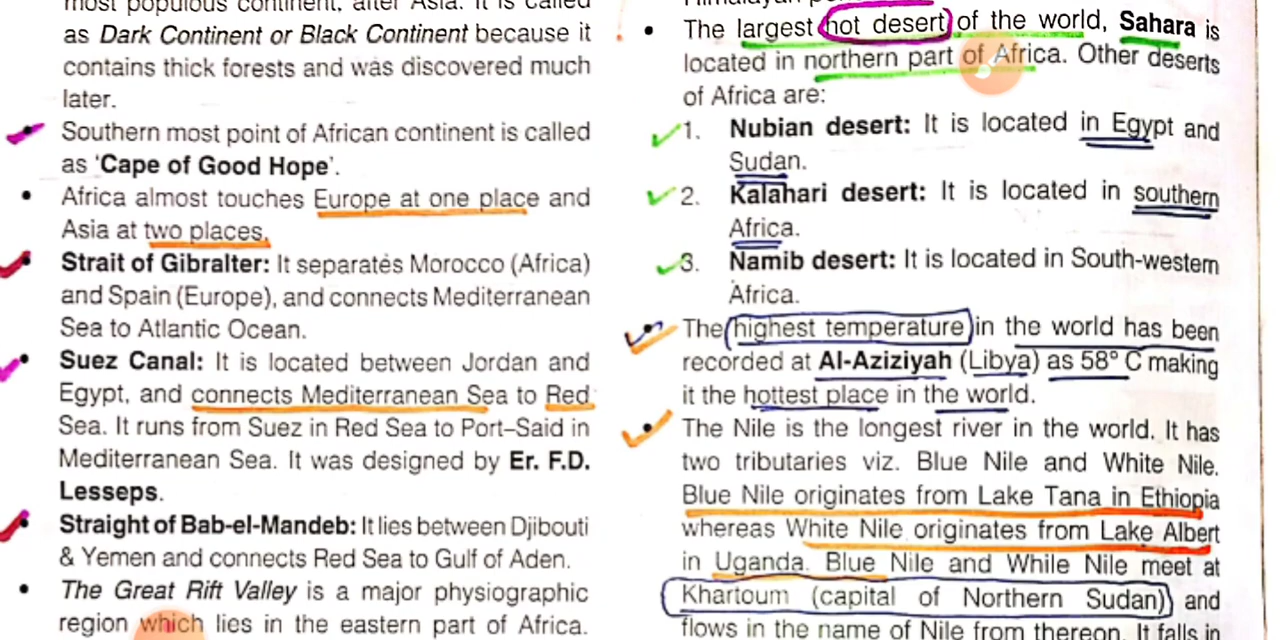 most populous continent, after Asia. It is called
as Dark Continent or Black Continent because it
contains thick forests and was discovered much
later.
Southern most point of African continent is called
as 'Cape of Good Hope'.
• Africa almost touches Europe at one place and
Asia at two places.
• Strait of Gibralter: It separates Morocco (Africa)
and Spain (Europe), and connects Mediterranean
Sea to Atlantic Ocean.
• Suez Canal: It is located between Jordan and
Egypt, and connects Mediterranean Sea to Red
Sea. It runs from Suez in Red Sea to Port–Said in
Mediterranean Sea. It was designed by Er. F.D.
Lesseps.
• Straight of Bab-el-Mandeb: It lies between Djibouti
& Yemen and connects Red Sea to Gulf of Aden.
• The Great Rift Valley is a major physiographic
region which lies in the eastern part of Africa.
Himalayan
• The largest hot desert of the world, Sahara is
located in northern part of Africa. Other deserts
of Africa are:
1. Nubian desert: It is located in Egypt and
Sudan.
2. Kalahari desert: It is located in southern
Africa.
3. Namib desert: It is located in South-western
Africa.
• The highest temperature in the world has been
recorded at Al-Aziziyah (Libya) as 58° C making
it the hottest place in the world.
• The Nile is the longest river in the world. It has
two tributaries viz. Blue Nile and White Nile.
Blue Nile originates from Lake Tana in Ethiopia
whereas White Nile originates from Lake Albert
in Uganda. Blue Nile and While Nile meet at
Khartoum (capital of Northern Sudan) and
flows in the name of Nile from thereon. It falls in